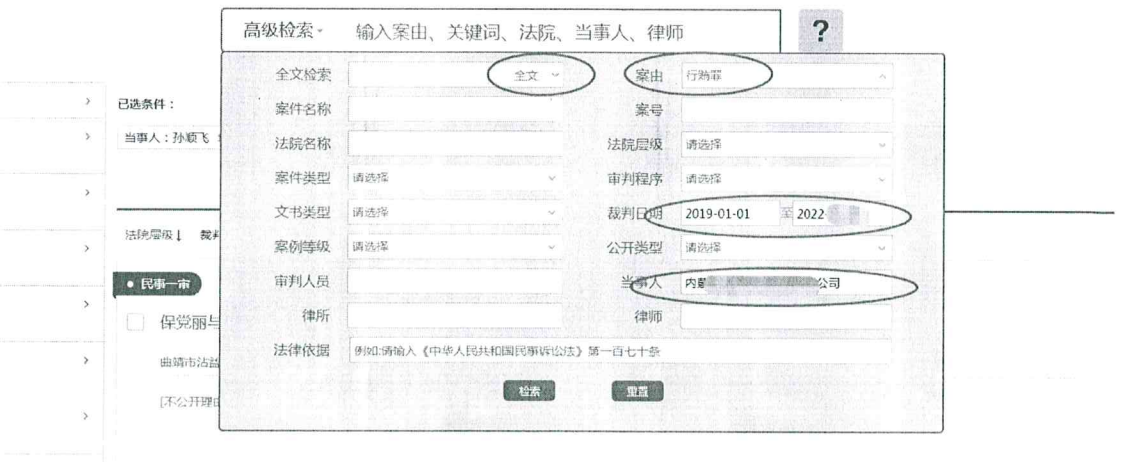 高级检索 输入案由、关键词、法院、当事人、律师 ?
全文检索 全文 案由 行贿罪
已选条件：
案件名称 案号
当事人：孙顺飞
法院名称 法院层级 请选择
案件类型 请选择 审判程序 请选择
文书类型 请选择 裁判日期 2019-01-01 至 2022
法院层级↓ 裁判
案例等级 请选择 公开类型 请选择
民事一审
审判人员 当事人 内蒙 公司
律所 律师
保党丽与
法律依据 例如:请输入《中华人民共和国民事诉讼法》第一百七十条
曲靖市沾益
检索 重置
[不公开理由